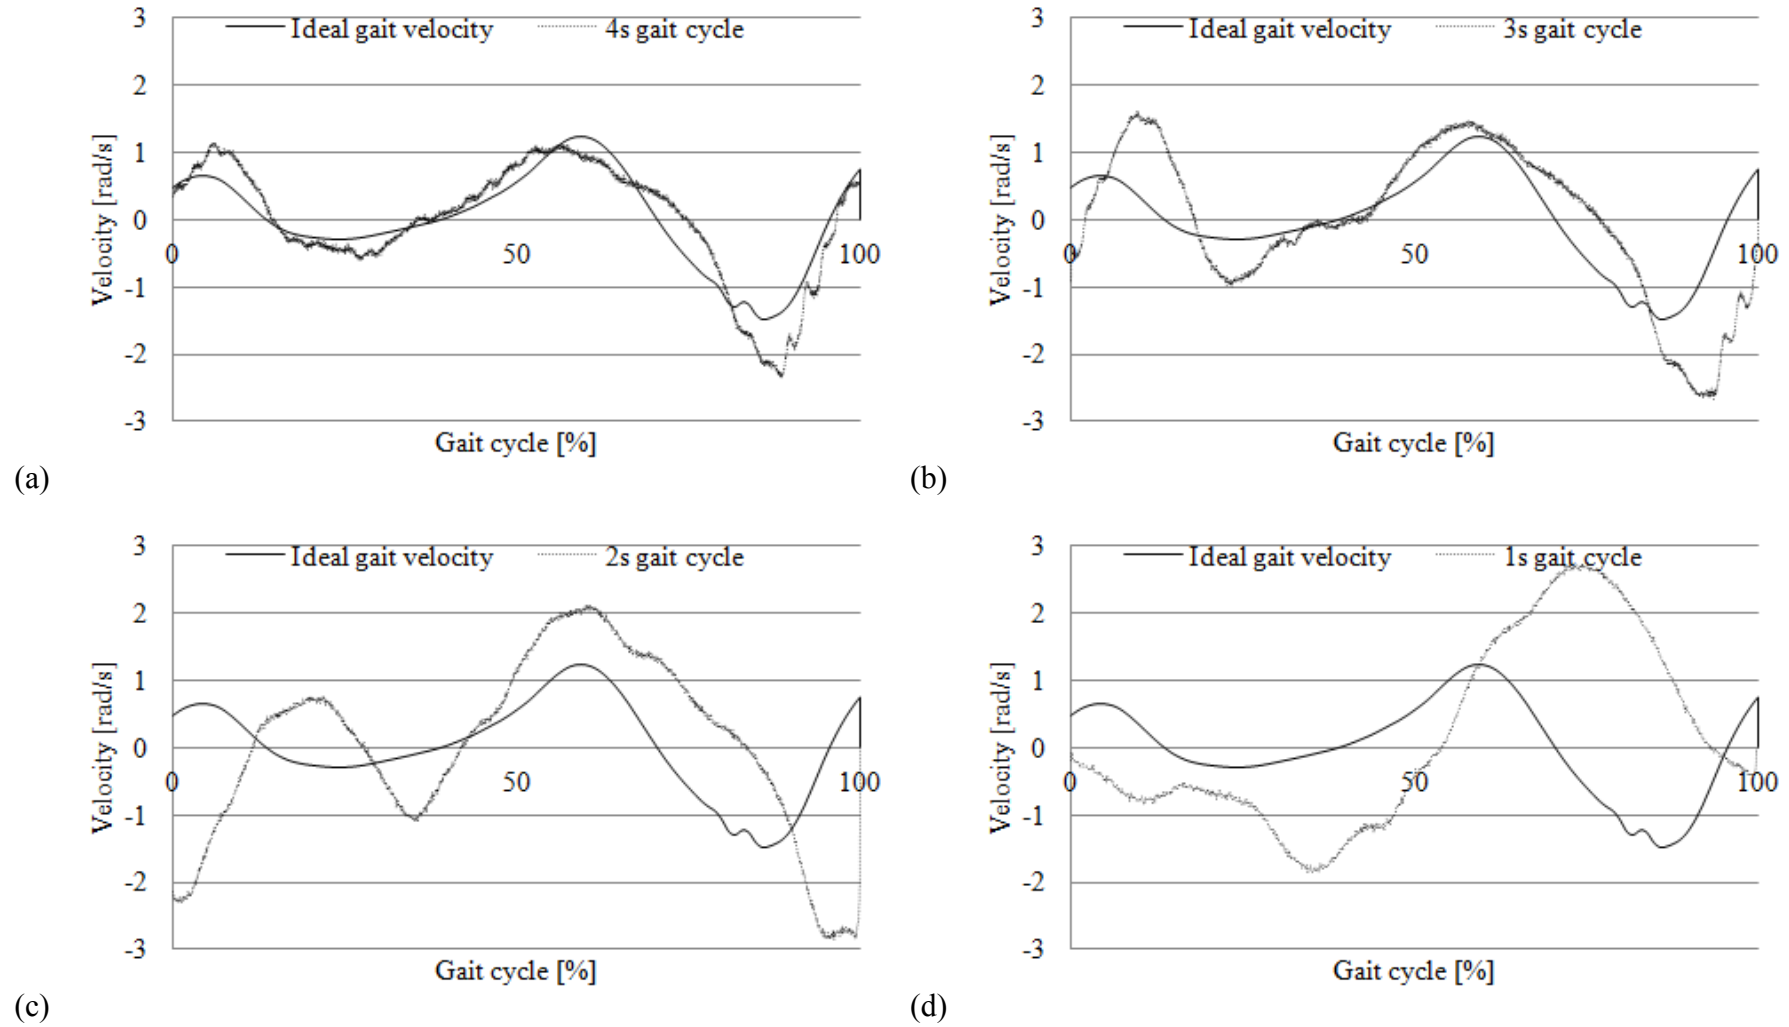 3
Ideal gait velocity
4s gait cycle
2
1
0
-1
-2
-3
Velocity [rad/s]
0
50
100
Gait cycle [%]
(a)
3
Ideal gait velocity
3s gait cycle
2
1
0
-1
-2
-3
Velocity [rad/s]
0
50
100
Gait cycle [%]
(b)
3
Ideal gait velocity
2s gait cycle
2
1
0
-1
-2
-3
Velocity [rad/s]
0
50
100
Gait cycle [%]
(c)
3
Ideal gait velocity
1s gait cycle
2
1
0
-1
-2
-3
Velocity [rad/s]
0
50
100
Gait cycle [%]
(d)